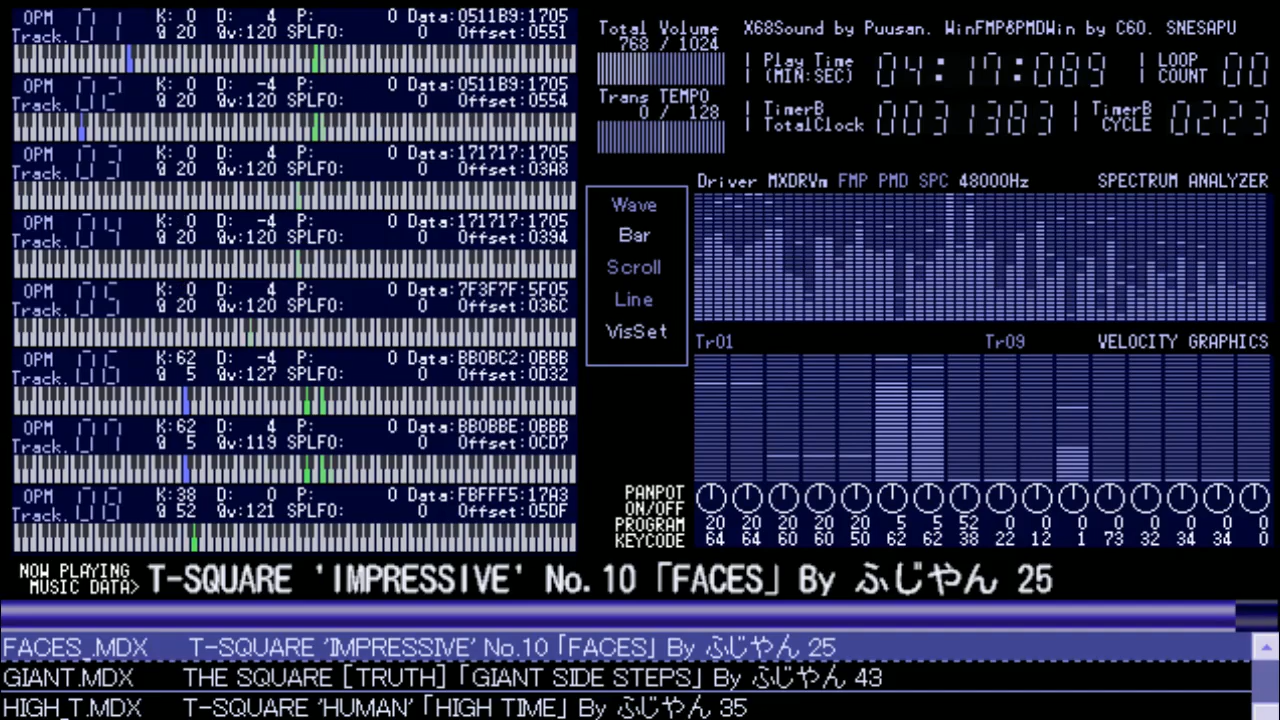 OPM K: 0 D: 4 P: 0 Data:0511B9:1705
Track. 01 @ 20 @v:120 SPLFO: 0 Offset:0551
OPM K: 0 D: -4 P: 0 Data:0511B9:1705
Track. 02 @ 20 @v:120 SPLFO: 0 Offset:0554
OPM K: 0 D: 4 P: 0 Data:171717:1705
Track. 03 @ 20 @v:120 SPLFO: 0 Offset:03A8
OPM K: 0 D: -4 P: 0 Data:171717:1705
Track. 04 @ 20 @v:120 SPLFO: 0 Offset:0394
OPM K: 0 D: 4 P: 0 Data:7F3F7F:5F05
Track. 05 @ 20 @v:120 SPLFO: 0 Offset:036C
OPM K:62 D: -4 P: 0 Data:BB0BC2:0BBB
Track. 06 @ 5 @v:127 SPLFO: 0 Offset:0D32
OPM K:62 D: 4 P: 0 Data:BB0BBE:0BBB
Track. 07 @ 5 @v:119 SPLFO: 0 Offset:0CD7
OPM K:38 D: 0 P: 0 Data:FBFFF5:17A3
Track. 08 @ 52 @v:121 SPLFO: 0 Offset:05DF
Total Volume
768 / 1024
Trans TEMPO
0 / 128
X68Sound by Puusan. WinFMP&PMDWin by C60. SNESAPU
Play Time (MIN:SEC) 04:17:089 LOOP COUNT 00
TimerB TotalClock 0031383 TimerB CYCLE 0223
Wave
Bar
Scroll
Line
VisSet
Driver MXDRVm FMP PMD SPC 48000Hz SPECTRUM ANALYZER
Tr01 Tr09 VELOCITY GRAPHICS
PANPOT
ON/OFF
PROGRAM 20 20 60 60 50 5 5 52 0 0 0 0 0 0 0 0
KEYCODE 64 64 60 60 50 62 62 38 22 12 1 73 32 34 34 0
NOW PLAYING
MUSIC DATA> T-SQUARE 'IMPRESSIVE' No.10「FACES」By ふじやん 25
FACES_.MDX T-SQUARE 'IMPRESSIVE' No.10「FACES」By ふじやん 25
GIANT.MDX THE SQUARE [TRUTH]「GIANT SIDE STEPS」By ふじやん 43
HIGH_T.MDX T-SQUARE 'HUMAN'「HIGH TIME」By ふじやん 35